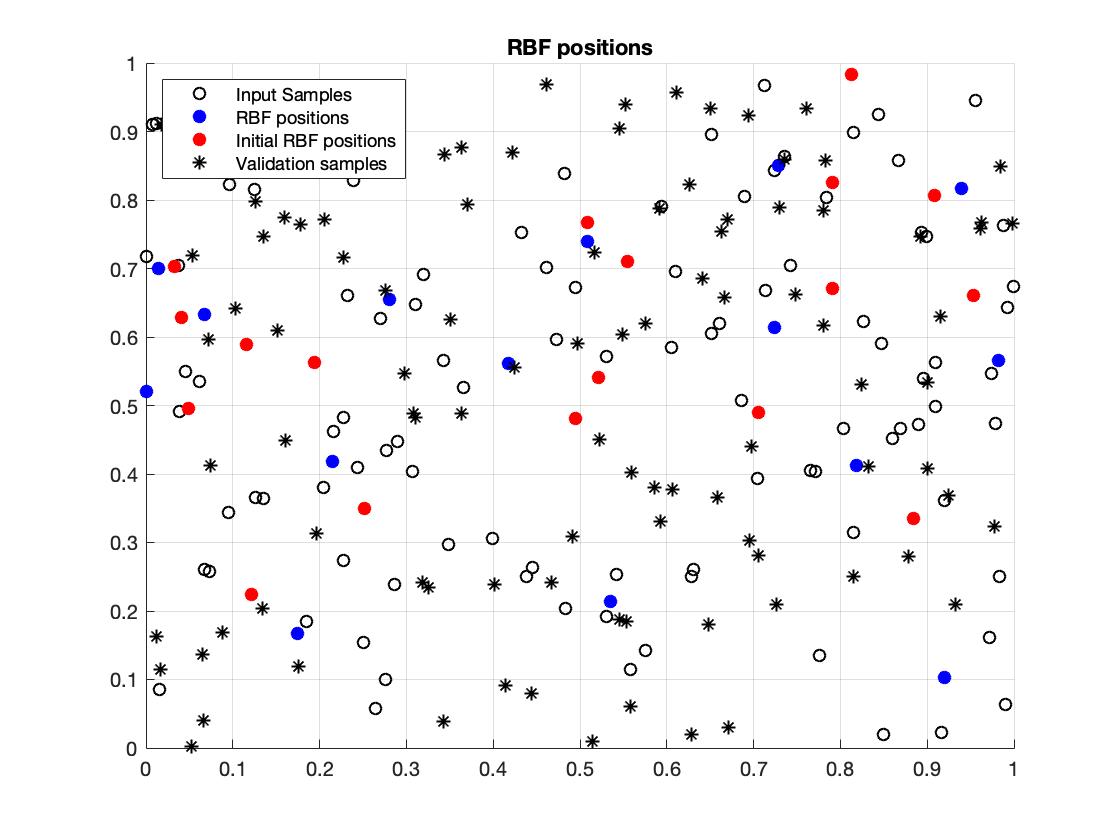 RBF positions
1
Input Samples
RBF positions
Initial RBF positions
Validation samples
0.9
0.8
0.7
0.6
0.5
0.4
0.3
0.2
0.1
0
0 0.1 0.2 0.3 0.4 0.5 0.6 0.7 0.8 0.9 1